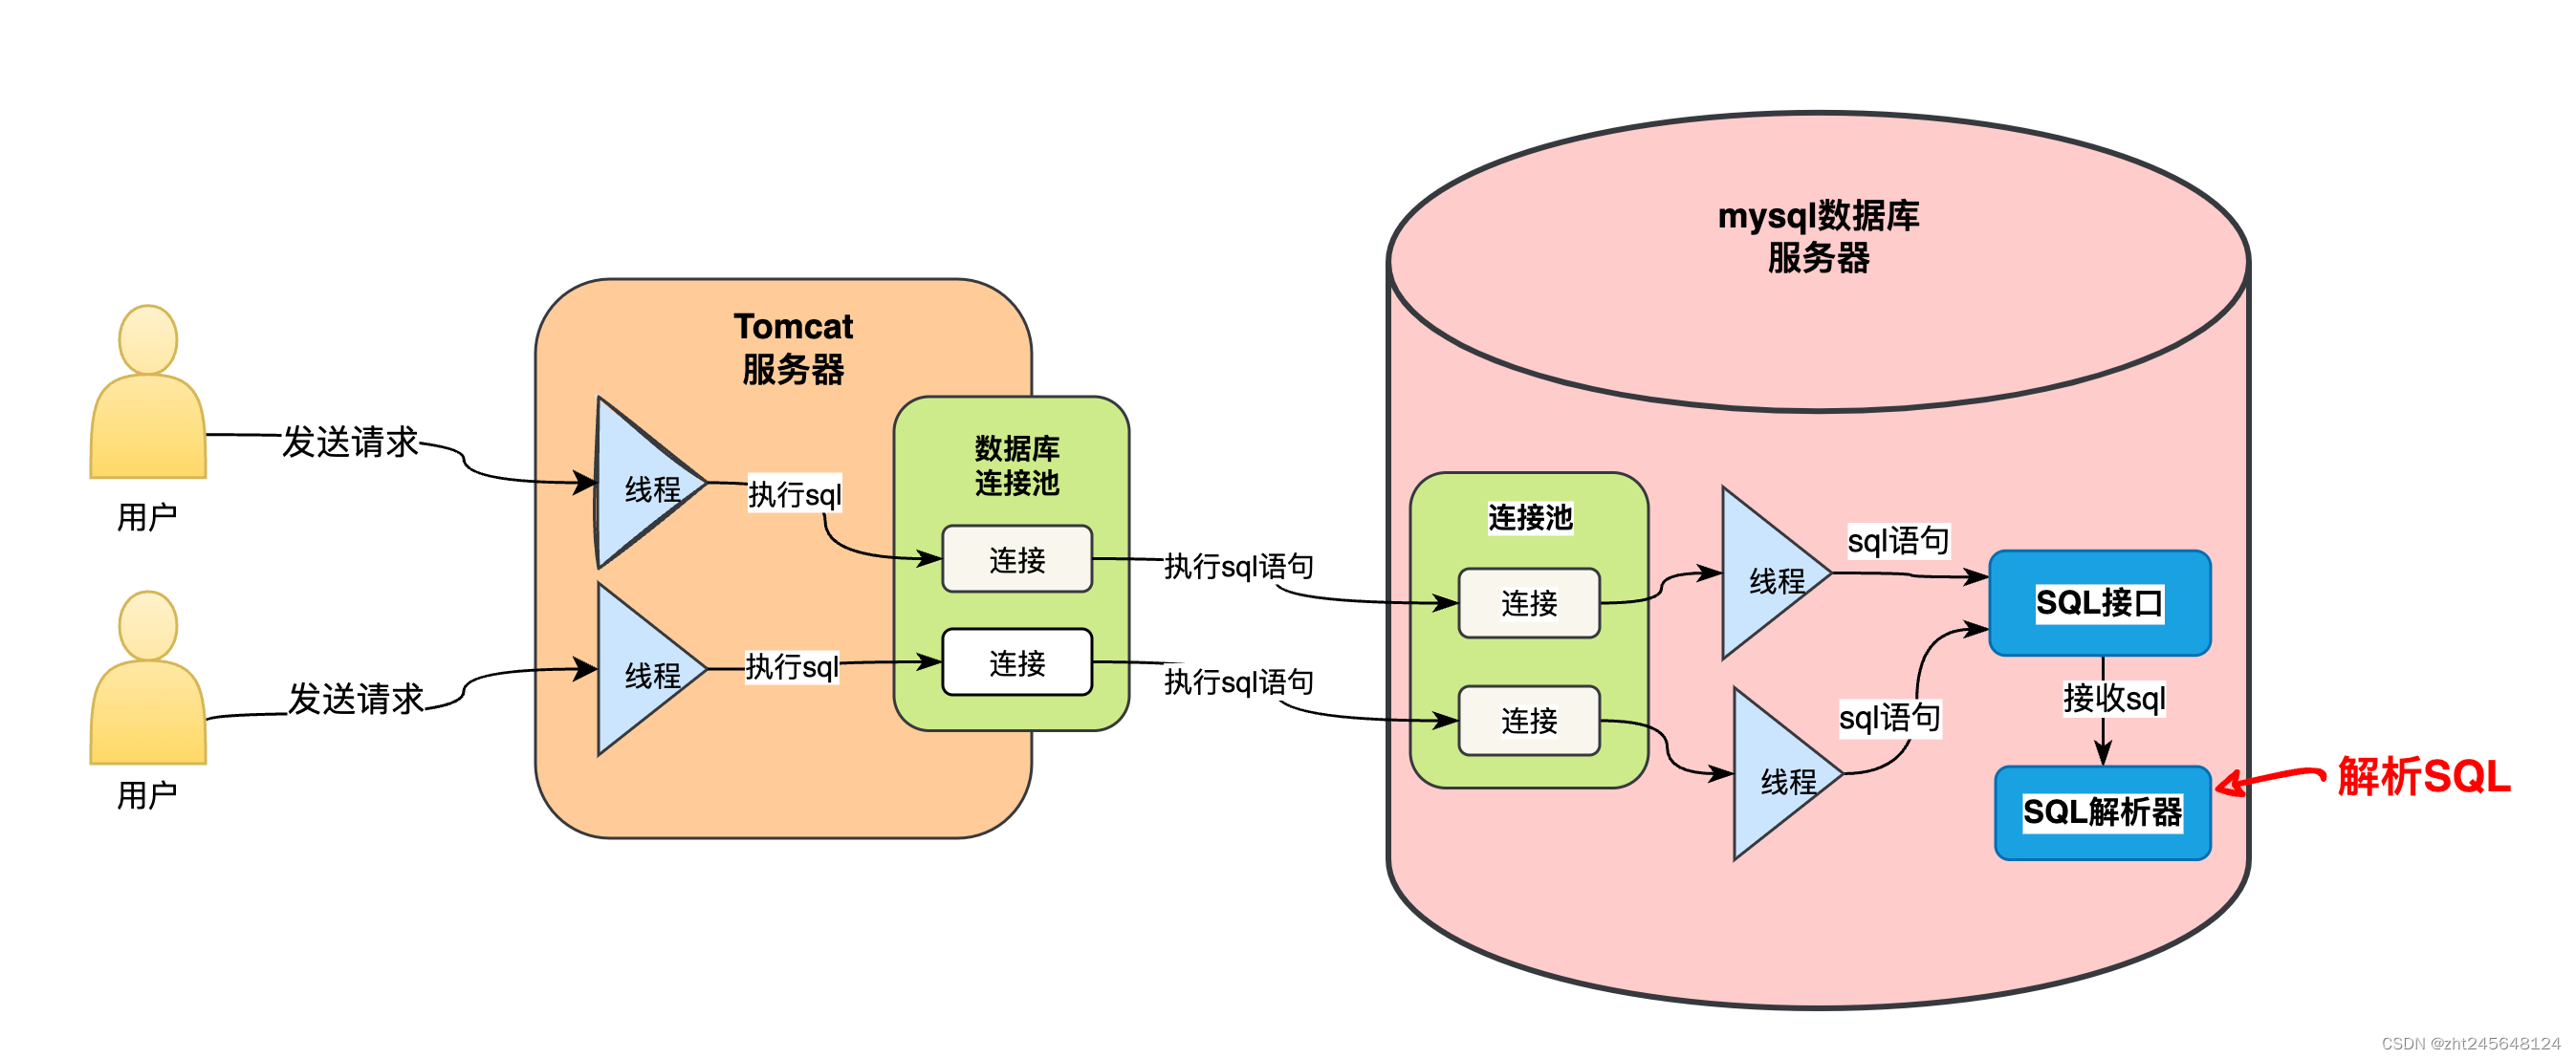 mysql数据库
服务器
Tomcat
服务器
发送请求
用户
线程
执行sql
数据库
连接池
连接
执行sql语句
连接池
连接
线程
sql语句
SQL接口
发送请求
用户
线程
执行sql
连接
执行sql语句
连接
线程
sql语句
接收sql
SQL解析器
解析SQL
CSDN @zht245648124